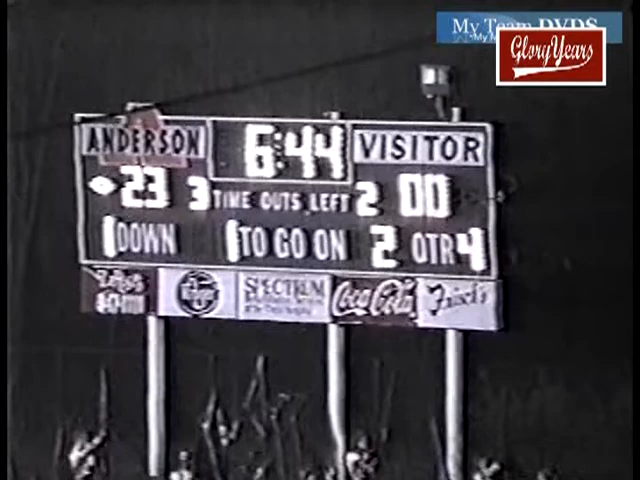 My Team DVDS
"My M
Glory Years
ANDERSON 6:44 VISITOR
23 3 TIME OUTS LEFT 2 00
1 DOWN 1 TO GO ON 2 QTR 4
SPECTRUM
Coca-Cola
Frisch's